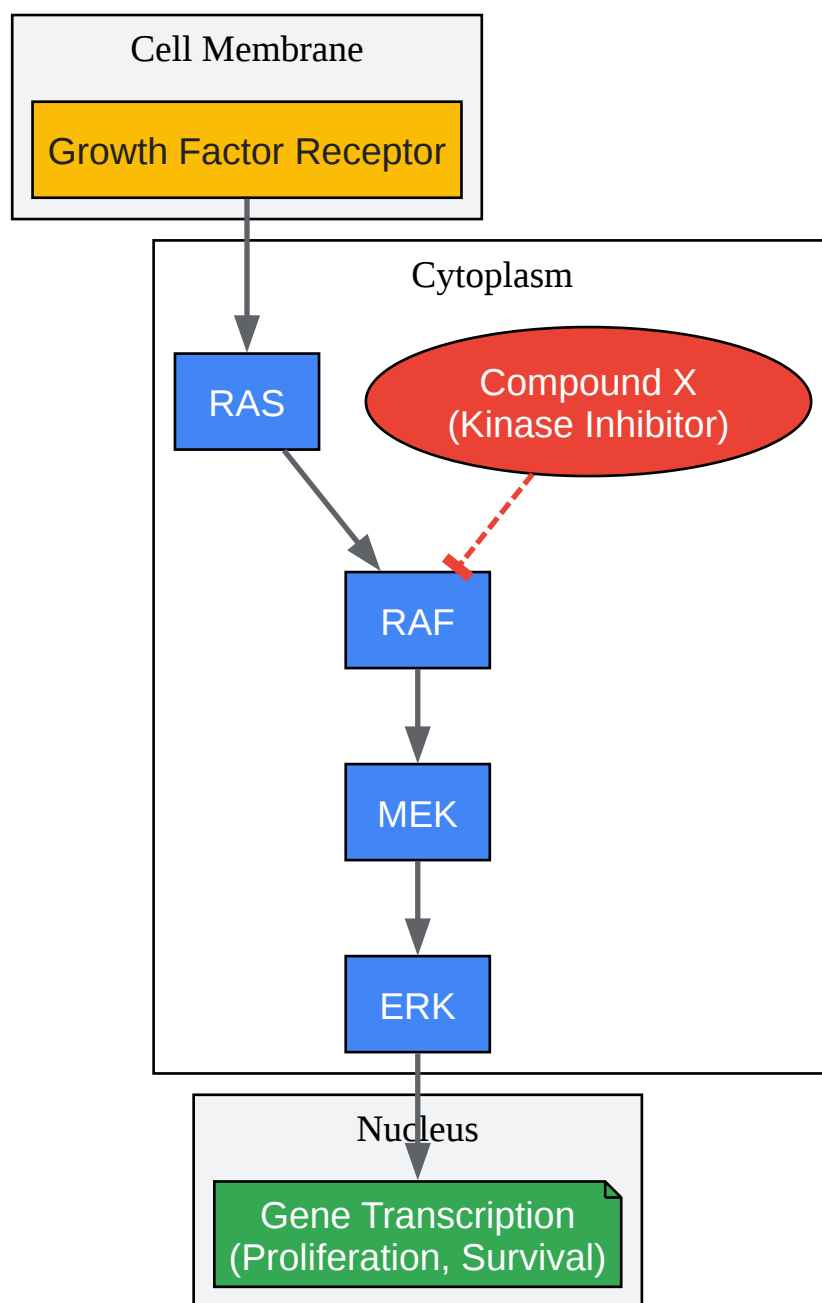 Cell Membrane
Growth Factor Receptor
Cytoplasm
RAS
Compound X
(Kinase Inhibitor)
RAF
MEK
ERK
Nucleus
Gene Transcription
(Proliferation, Survival)